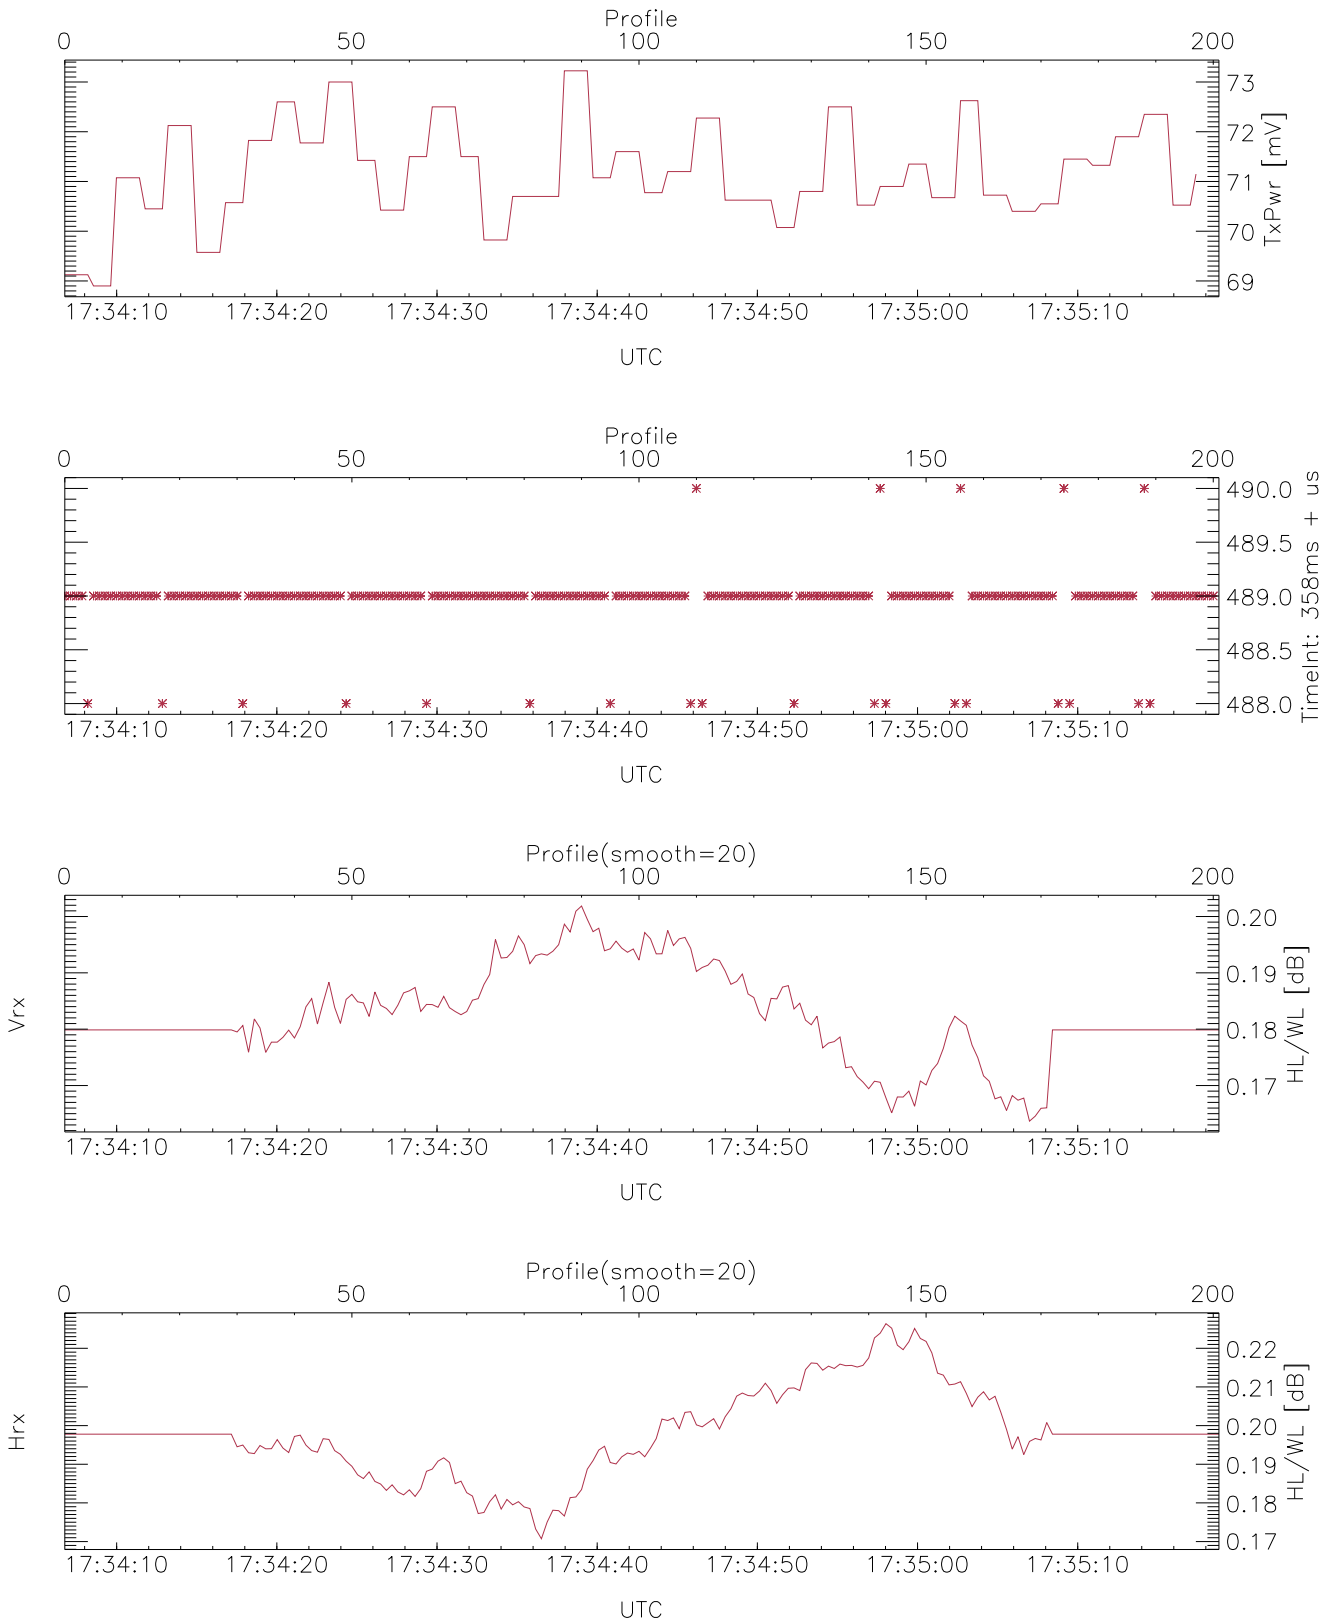 Profile
0 50 100 150 200
73
72
71
70
69
TxPwr [mV]
17:34:10 17:34:20 17:34:30 17:34:40 17:34:50 17:35:00 17:35:10
UTC
Profile
0 50 100 150 200
490.0
489.5
489.0
488.5
488.0
TimeInt: 358ms + us
17:34:10 17:34:20 17:34:30 17:34:40 17:34:50 17:35:00 17:35:10
UTC
Profile(smooth=20)
0 50 100 150 200
Vrx
0.20
0.19
0.18
0.17
HL/WL [dB]
17:34:10 17:34:20 17:34:30 17:34:40 17:34:50 17:35:00 17:35:10
UTC
Profile(smooth=20)
0 50 100 150 200
Hrx
0.22
0.21
0.20
0.19
0.18
0.17
HL/WL [dB]
17:34:10 17:34:20 17:34:30 17:34:40 17:34:50 17:35:00 17:35:10
UTC